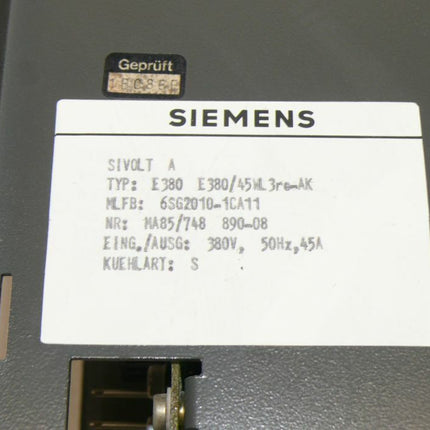 Geprüft
SIEMENS
SIVOLT A
TYP: E380 E380/45WL3re-AK
MLFB: 6SG2010-1CA11
NR: MA85/748 890-08
EING./AUSG: 380V, 50Hz,45A
KUEHLART: S